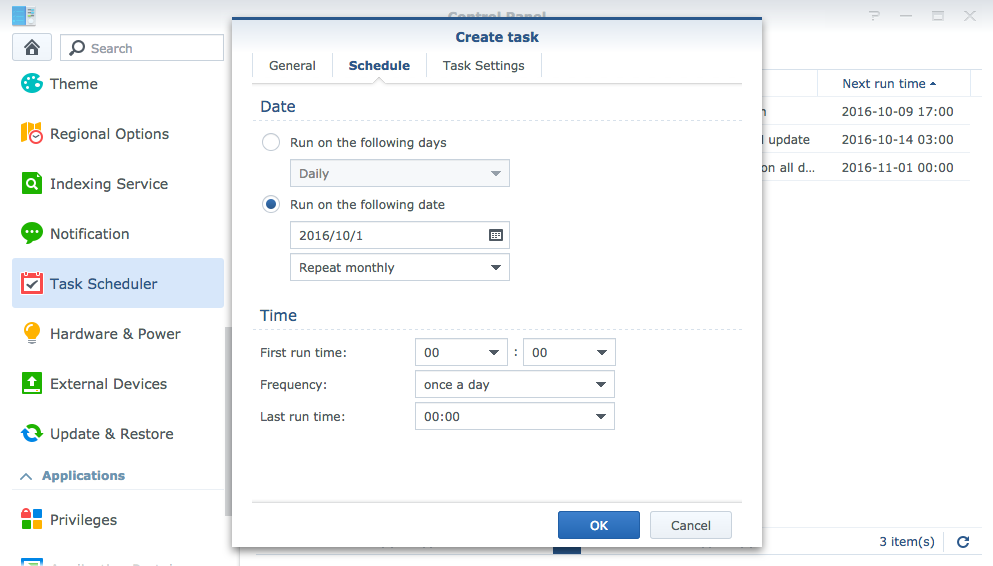 Control Panel
Search
Theme
Regional Options
Indexing Service
Notification
Task Scheduler
Hardware & Power
External Devices
Update & Restore
Applications
Privileges
Create task
General Schedule Task Settings
Date
Run on the following days
Daily
Run on the following date
2016/10/1
Repeat monthly
Time
First run time: 00 : 00
Frequency: once a day
Last run time: 00:00
OK Cancel
Next run time
2016-10-09 17:00
update 2016-10-14 03:00
on all d... 2016-11-01 00:00
3 item(s)